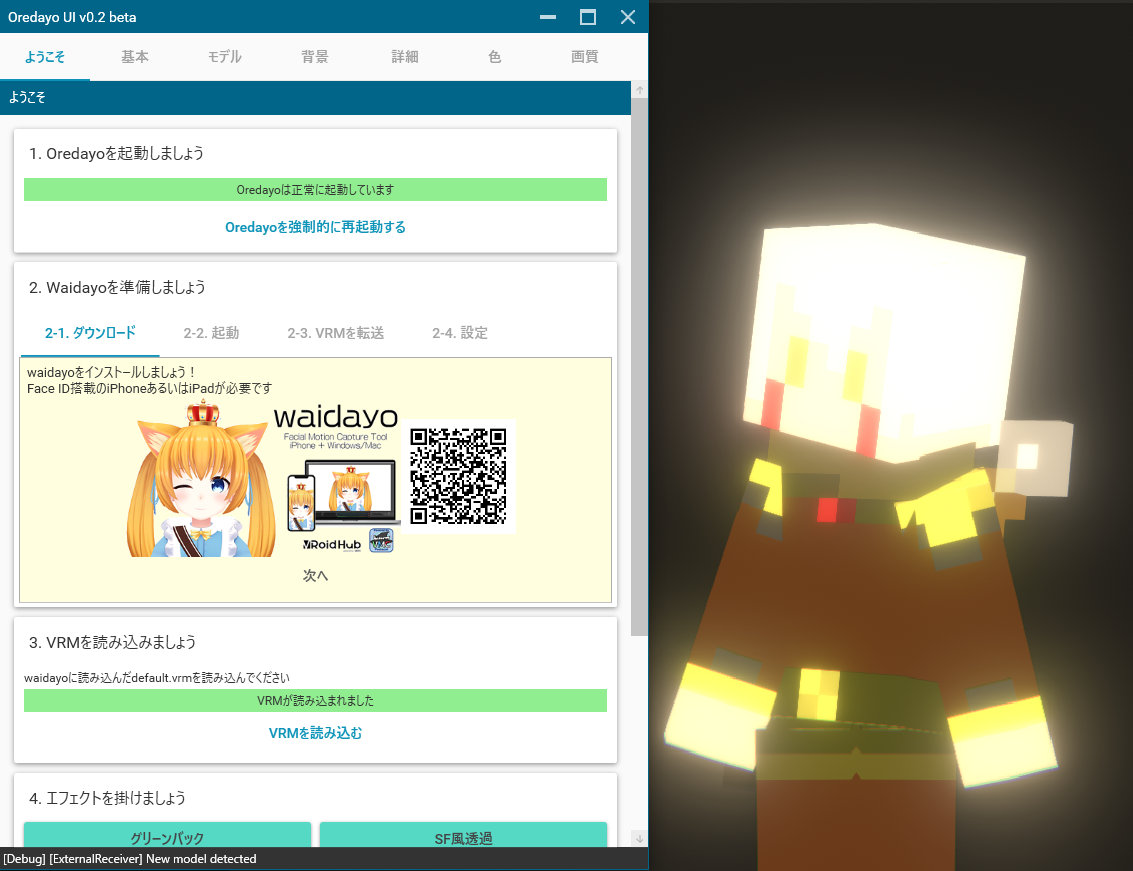 Oredayo UI v0.2 beta
ようこそ
基本
モデル
背景
詳細
色
画質
ようこそ
1. Oredayoを起動しましょう
Oredayoは正常に起動しています
Oredayoを強制的に再起動する
2. Waidayoを準備しましょう
2-1. ダウンロード
2-2. 起動
2-3. VRMを転送
2-4. 設定
waidayoをインストールしましょう！
Face ID搭載のiPhoneあるいはiPadが必要です
waidayo
Facial Motion Capture Tool
iPhone + Windows/Mac
VRoidHub
次へ
3. VRMを読み込みましょう
waidayoに読み込んだdefault.vrmを読み込んでください
VRMが読み込まれました
VRMを読み込む
4. エフェクトを掛けましょう
グリーンバック
SF風透過
[Debug] [ExternalReceiver] New model detected